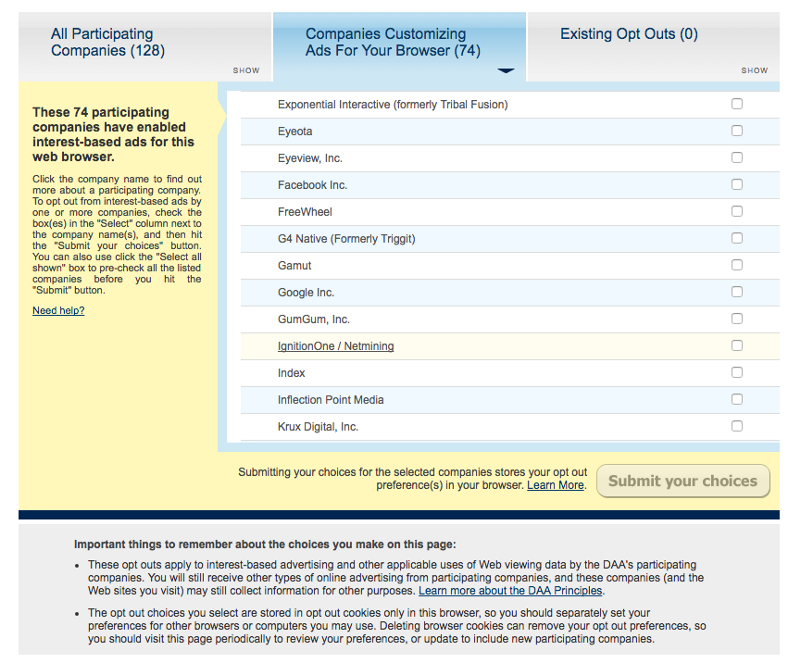 All Participating
Companies (128)
SHOW
Companies Customizing
Ads For Your Browser (74)
Existing Opt Outs (0)
SHOW
These 74 participating
companies have enabled
interest-based ads for this
web browser.
Click the company name to find out
more about a participating company.
To opt out from interest-based ads by
one or more companies, check the
box(es) in the "Select" column next to
the company name(s), and then hit
the "Submit your choices" button.
You can also use click the "Select all
shown" box to pre-check all the listed
companies before you hit the
"Submit" button.
Need help?
Exponential Interactive (formerly Tribal Fusion)
Eyeota
Eyeview, Inc.
Facebook Inc.
FreeWheel
G4 Native (Formerly Triggit)
Gamut
Google Inc.
GumGum, Inc.
IgnitionOne / Netmining
Index
Inflection Point Media
Krux Digital, Inc.
Submitting your choices for the selected companies stores your opt out
preference(s) in your browser. Learn More.
Submit your choices
Important things to remember about the choices you make on this page:
• These opt outs apply to interest-based advertising and other applicable uses of Web viewing data by the DAA's participating
companies. You will still receive other types of online advertising from participating companies, and these companies (and the
Web sites you visit) may still collect information for other purposes. Learn more about the DAA Principles.
• The opt out choices you select are stored in opt out cookies only in this browser, so you should separately set your
preferences for other browsers or computers you may use. Deleting browser cookies can remove your opt out preferences, so
you should visit this page periodically to review your preferences, or update to include new participating companies.